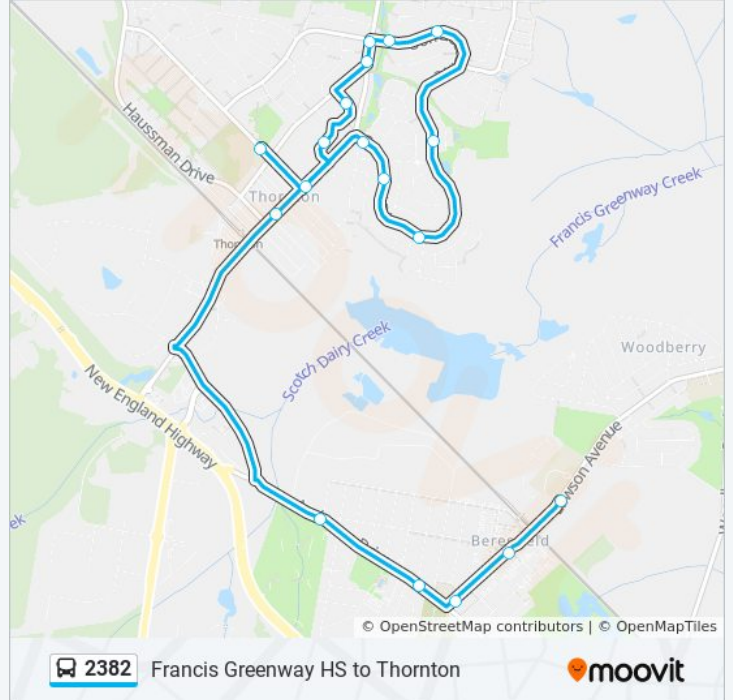 Haussman Drive
Thornton
Francis Greenway Creek
Scotch Dairy Creek
Woodberry
New England Highway
Beresfield
© OpenStreetMap contributors | © OpenMapTiles
2382 Francis Greenway HS to Thornton
moovit